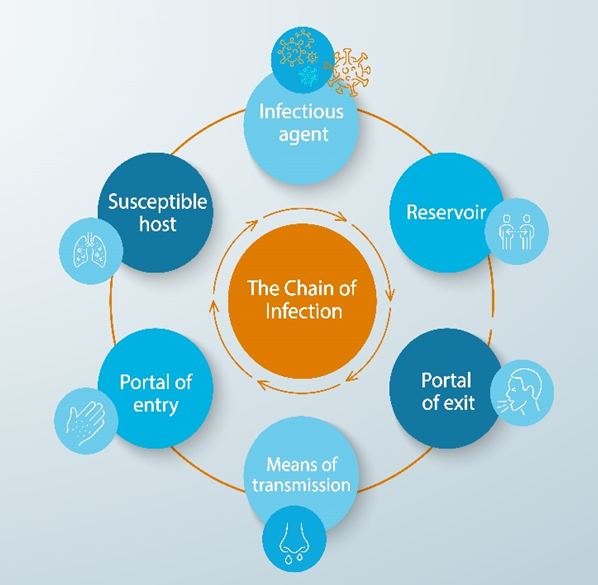 Infectious
agent
Reservoir
Portal
of exit
Means of
transmission
Portal of
entry
Susceptible
host
The Chain of
Infection